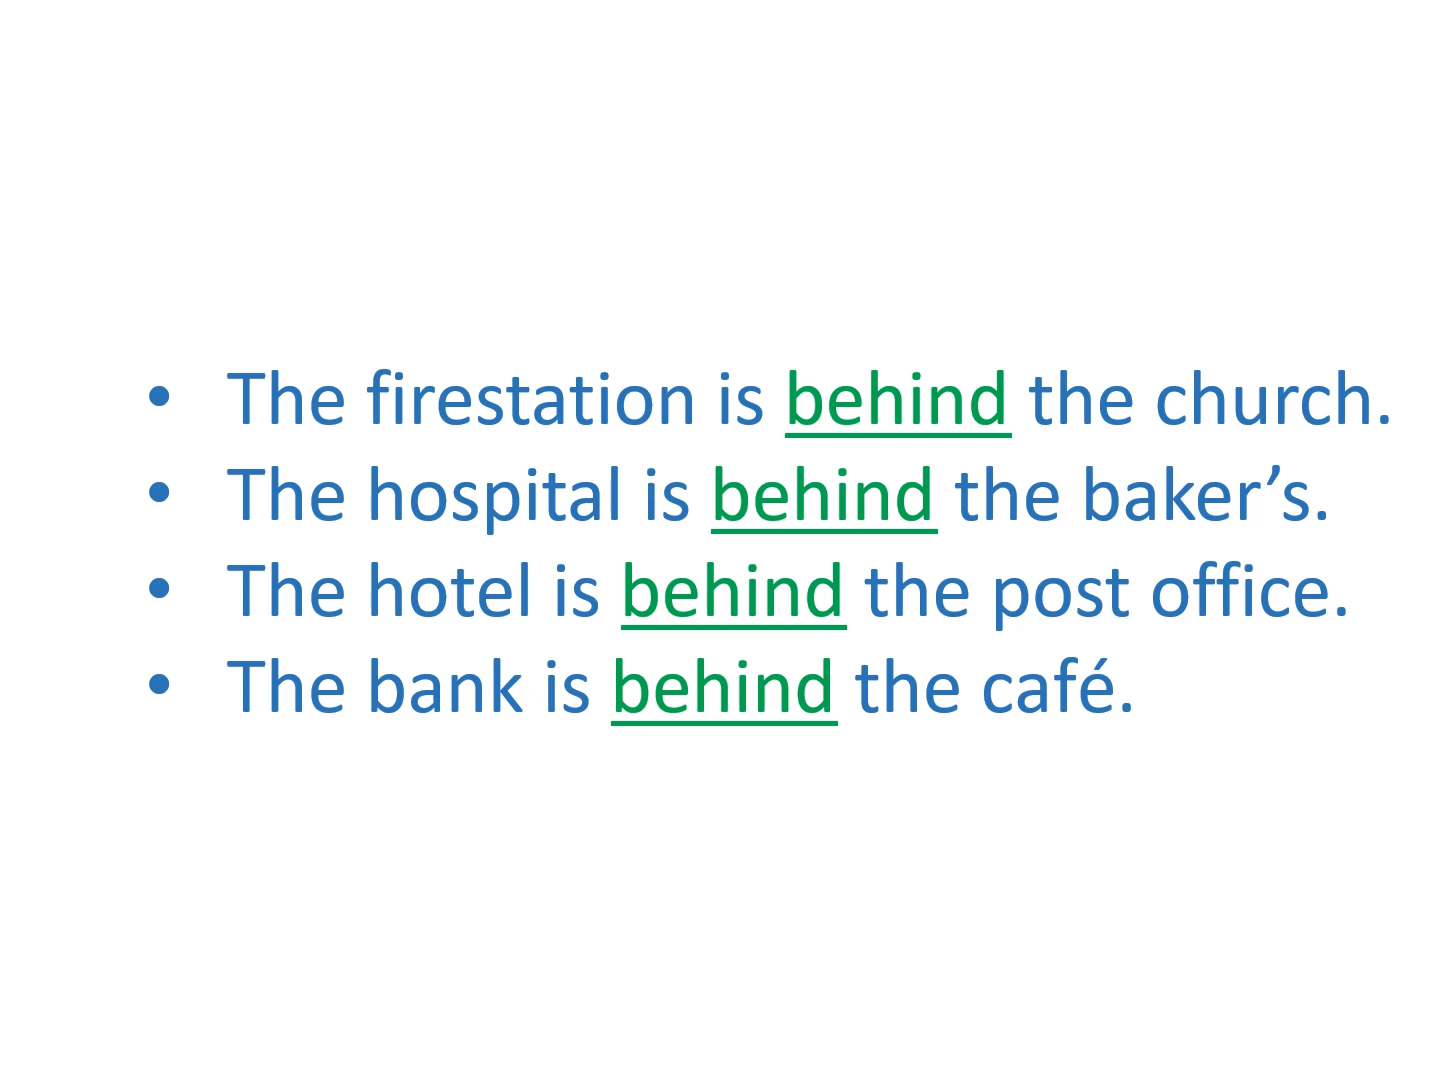 • The firestation is behind the church.
• The hospital is behind the baker’s.
• The hotel is behind the post office.
• The bank is behind the café.